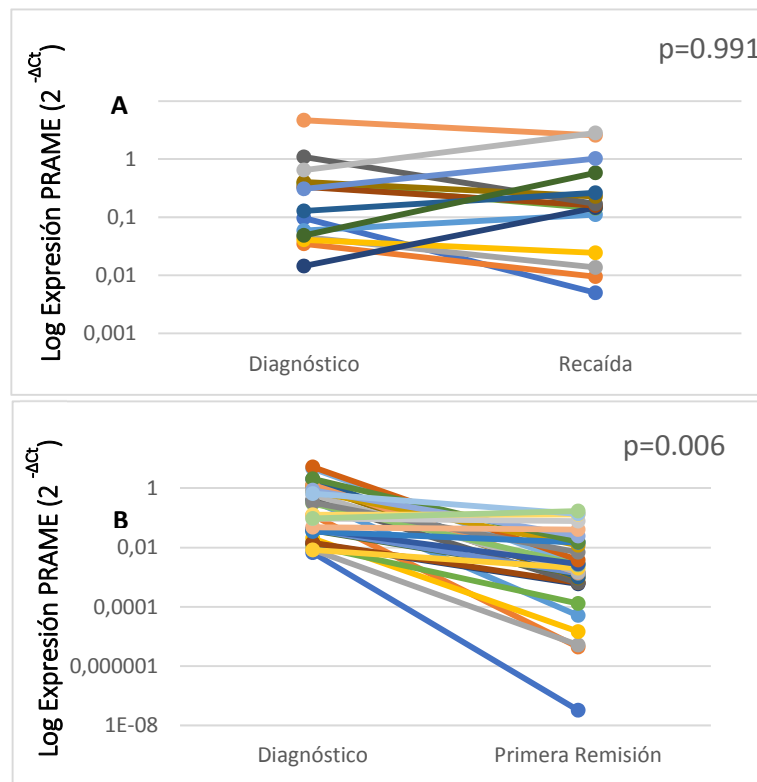 p=0.991
A
Log Expresión PRAME (2 -ΔCt)
1
0,1
0,01
0,001
Diagnóstico Recaída
p=0.006
B
Log Expresión PRAME (2 -ΔCt)
1
0,01
0,0001
0,000001
1E-08
Diagnóstico Primera Remisión